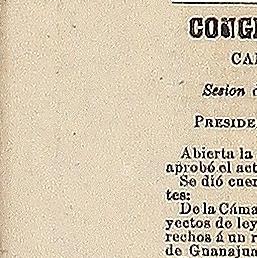 CONG
CA
Sesion
PRESIDE
Abierta la
aprobó el act
Se dió cuen
tes:
De la Cáma
yectos de ley
rechos á un r
de Guanajua